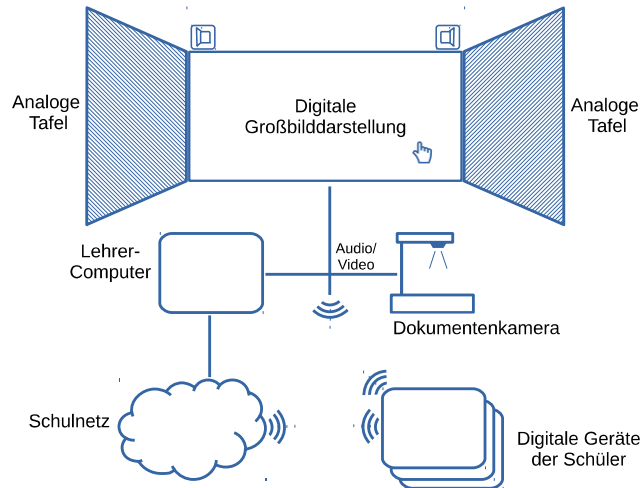 Analoge
Tafel
Digitale
Großbilddarstellung
Analoge
Tafel
Lehrer-
Computer
Audio/
Video
Dokumentenkamera
Schulnetz
Digitale Geräte
der Schüler